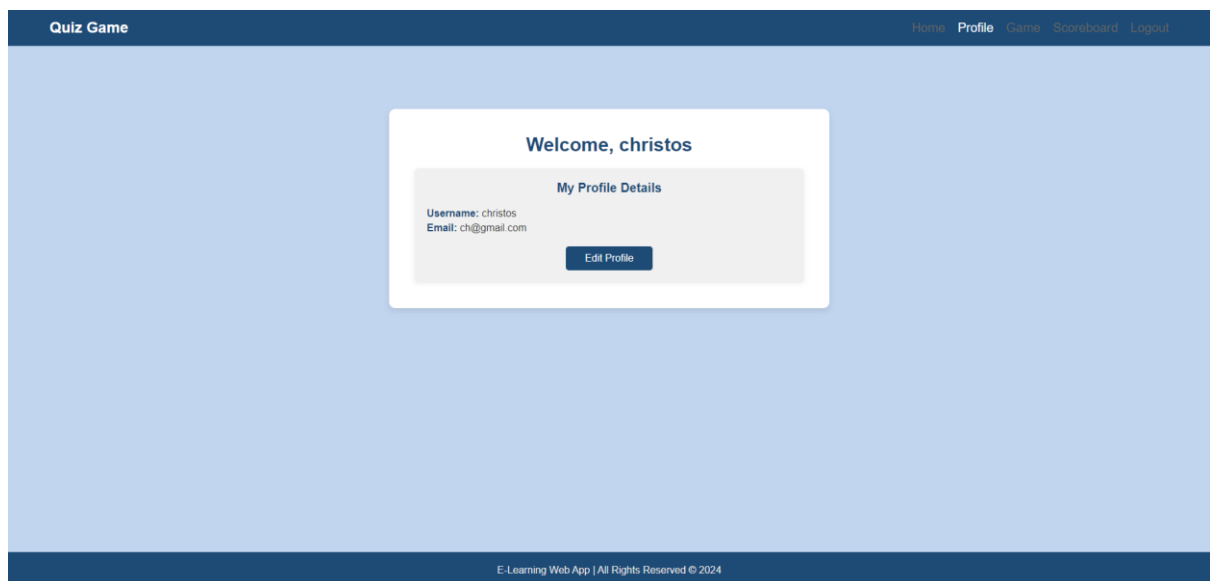 Quiz Game
Home Profile Game Scoreboard Logout
Welcome, christos
My Profile Details
Username: christos
Email: ch@gmail.com
Edit Profile
E-Learning Web App | All Rights Reserved © 2024